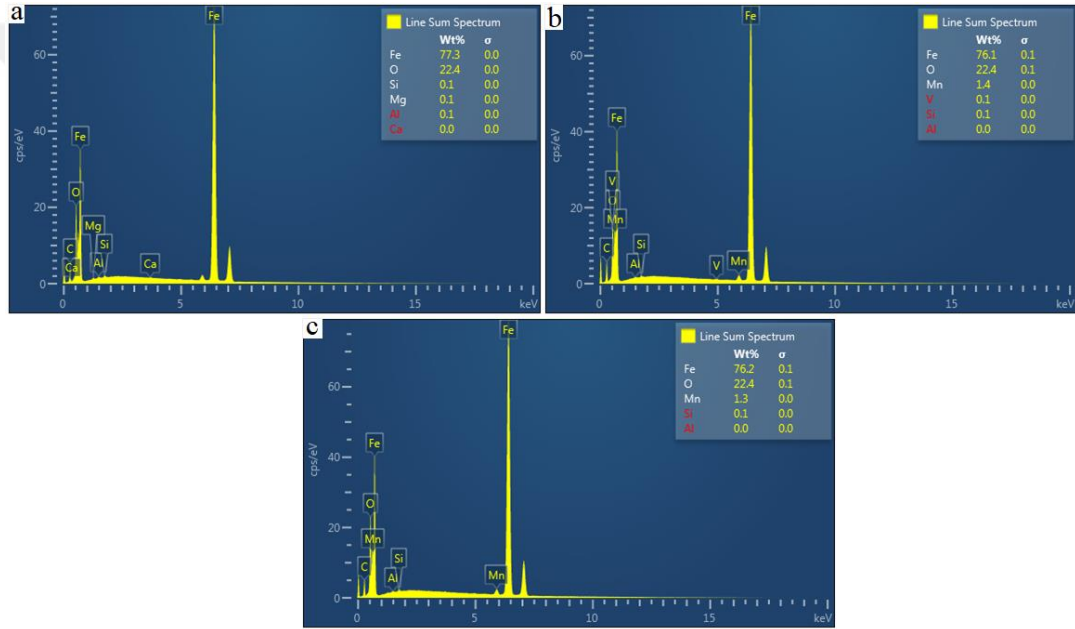 a
Line Sum Spectrum
Wt% σ
Fe 77.3 0.0
O 22.4 0.0
Si 0.1 0.0
Mg 0.1 0.0
Al 0.1 0.0
Ca 0.0 0.0
Fe
Fe
O
Mg
C
Si
Ca
Al
Ca
cps/eV
60
40
20
0
0 5 10 15 keV
b
Line Sum Spectrum
Wt% σ
Fe 76.1 0.1
O 22.4 0.1
Mn 1.4 0.0
V 0.1 0.0
Si 0.1 0.0
Al 0.0 0.0
Fe
Fe
V
O
Mn
C
Si
Al
V
Mn
cps/eV
60
40
20
0
0 5 10 15 keV
c
Line Sum Spectrum
Wt% σ
Fe 76.2 0.1
O 22.4 0.1
Mn 1.3 0.0
Si 0.1 0.0
Al 0.0 0.0
Fe
Fe
O
Mn
C
Si
Al
Mn
cps/eV
60
40
20
0
0 5 10 15 keV